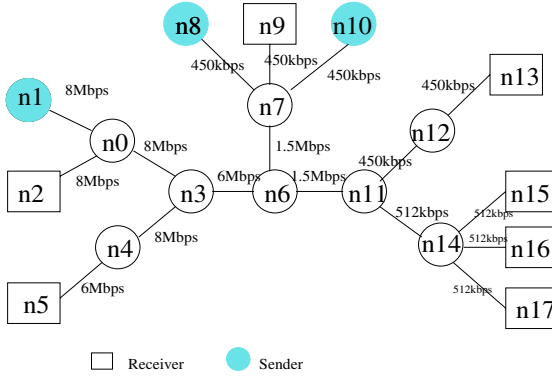 n8
n9
n10
450kbps
450kbps
450kbps
n13
n1
8Mbps
n7
450kbps
n12
n0
8Mbps
1.5Mbps
8Mbps
450kbps
n2
n3
6Mbps
n6
1.5Mbps
n11
n15
512kbps
512kbps
n4
8Mbps
n14
512kbps
n16
n5
6Mbps
512kbps
n17
Receiver
Sender